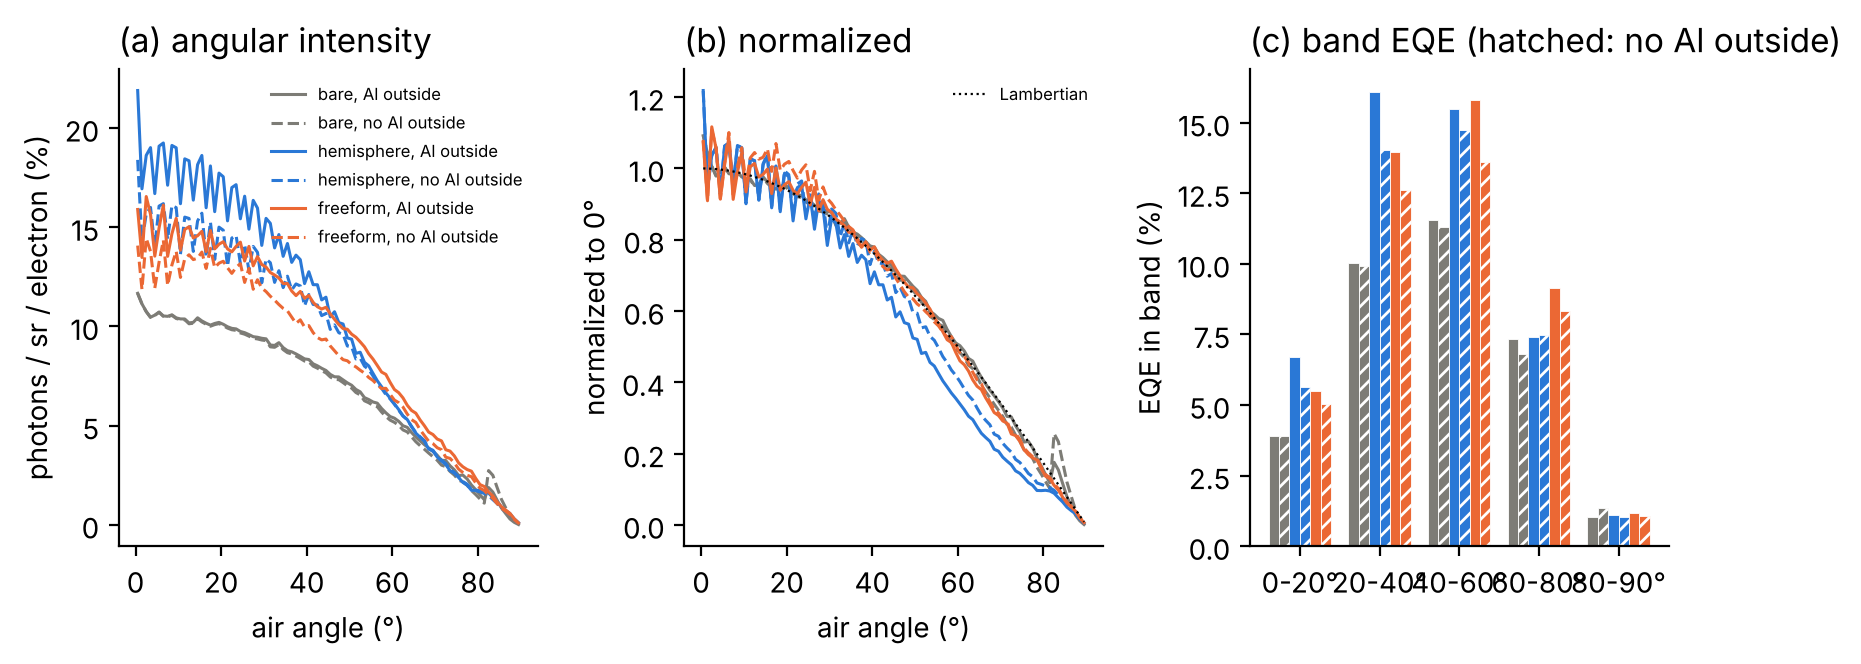 (a) angular intensity
photons / sr / electron (%)
20
15
10
5
0
bare, Al outside
bare, no Al outside
hemisphere, Al outside
hemisphere, no Al outside
freeform, Al outside
freeform, no Al outside
0 20 40 60 80
air angle (°)
(b) normalized
normalized to 0°
1.2
1.0
0.8
0.6
0.4
0.2
0.0
Lambertian
0 20 40 60 80
air angle (°)
(c) band EQE (hatched: no Al outside)
EQE in band (%)
15.0
12.5
10.0
7.5
5.0
2.5
0.0
0-20° 20-40° 40-60° 60-80° 80-90°